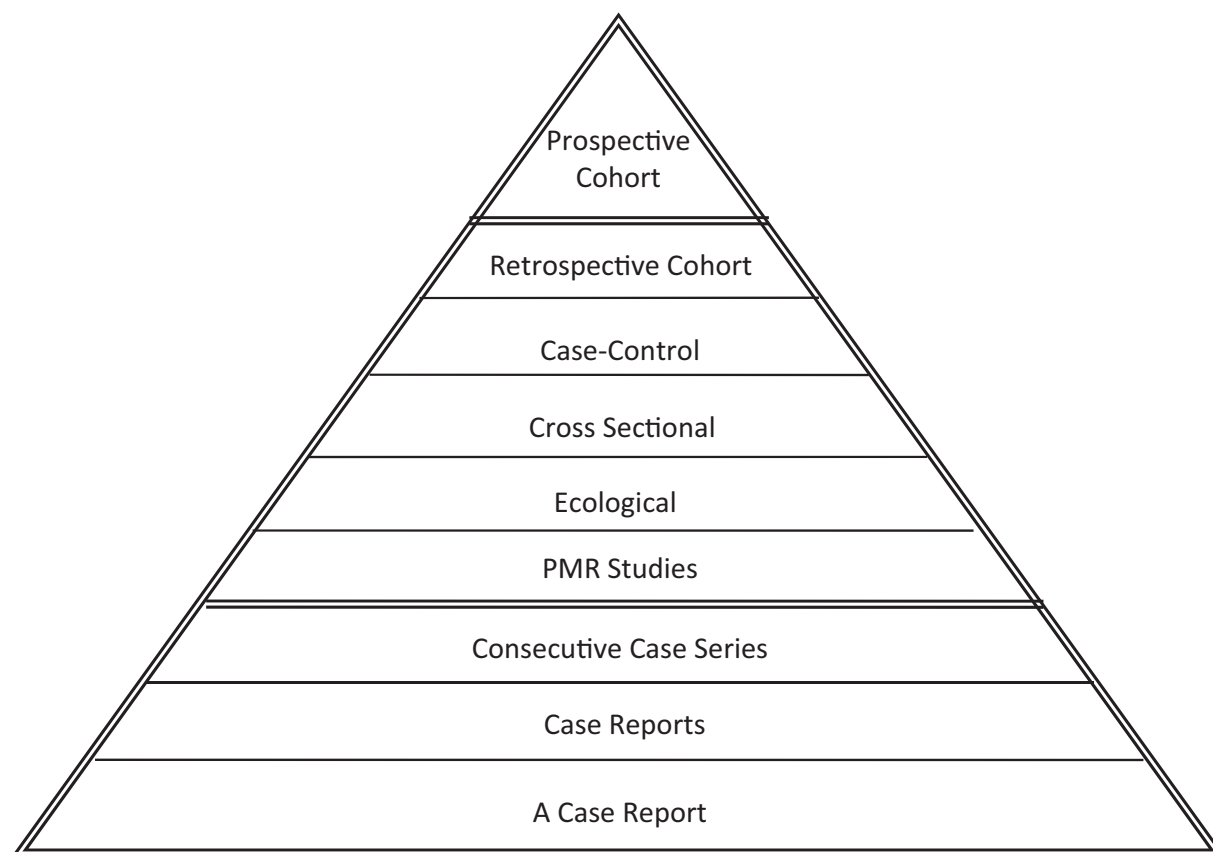 Prospective
Cohort
Retrospective Cohort
Case-Control
Cross Sectional
Ecological
PMR Studies
Consecutive Case Series
Case Reports
A Case Report